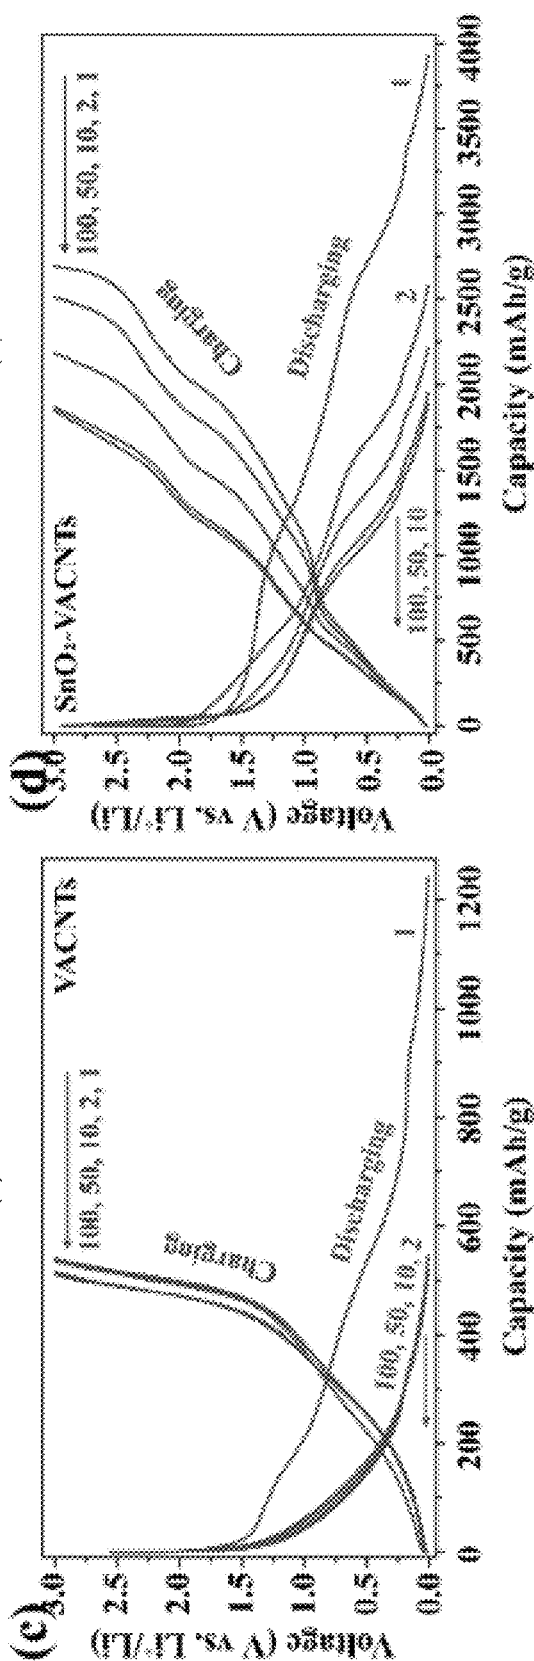 (c)
VACNTs
100, 50, 10, 2, 1
Charging
Discharging
100, 50, 10, 2
1
3.0
2.5
2.0
1.5
1.0
0.5
0.0
Voltage (V vs. Li⁺/Li)
0 200 400 600 800 1000 1200
Capacity (mAh/g)
(d)
SnO₂-VACNTs
100, 50, 10, 2, 1
Charging
Discharging
100, 50, 10
2
1
3.0
2.5
2.0
1.5
1.0
0.5
0.0
Voltage (V vs. Li⁺/Li)
0 500 1000 1500 2000 2500 3000 3500 4000
Capacity (mAh/g)